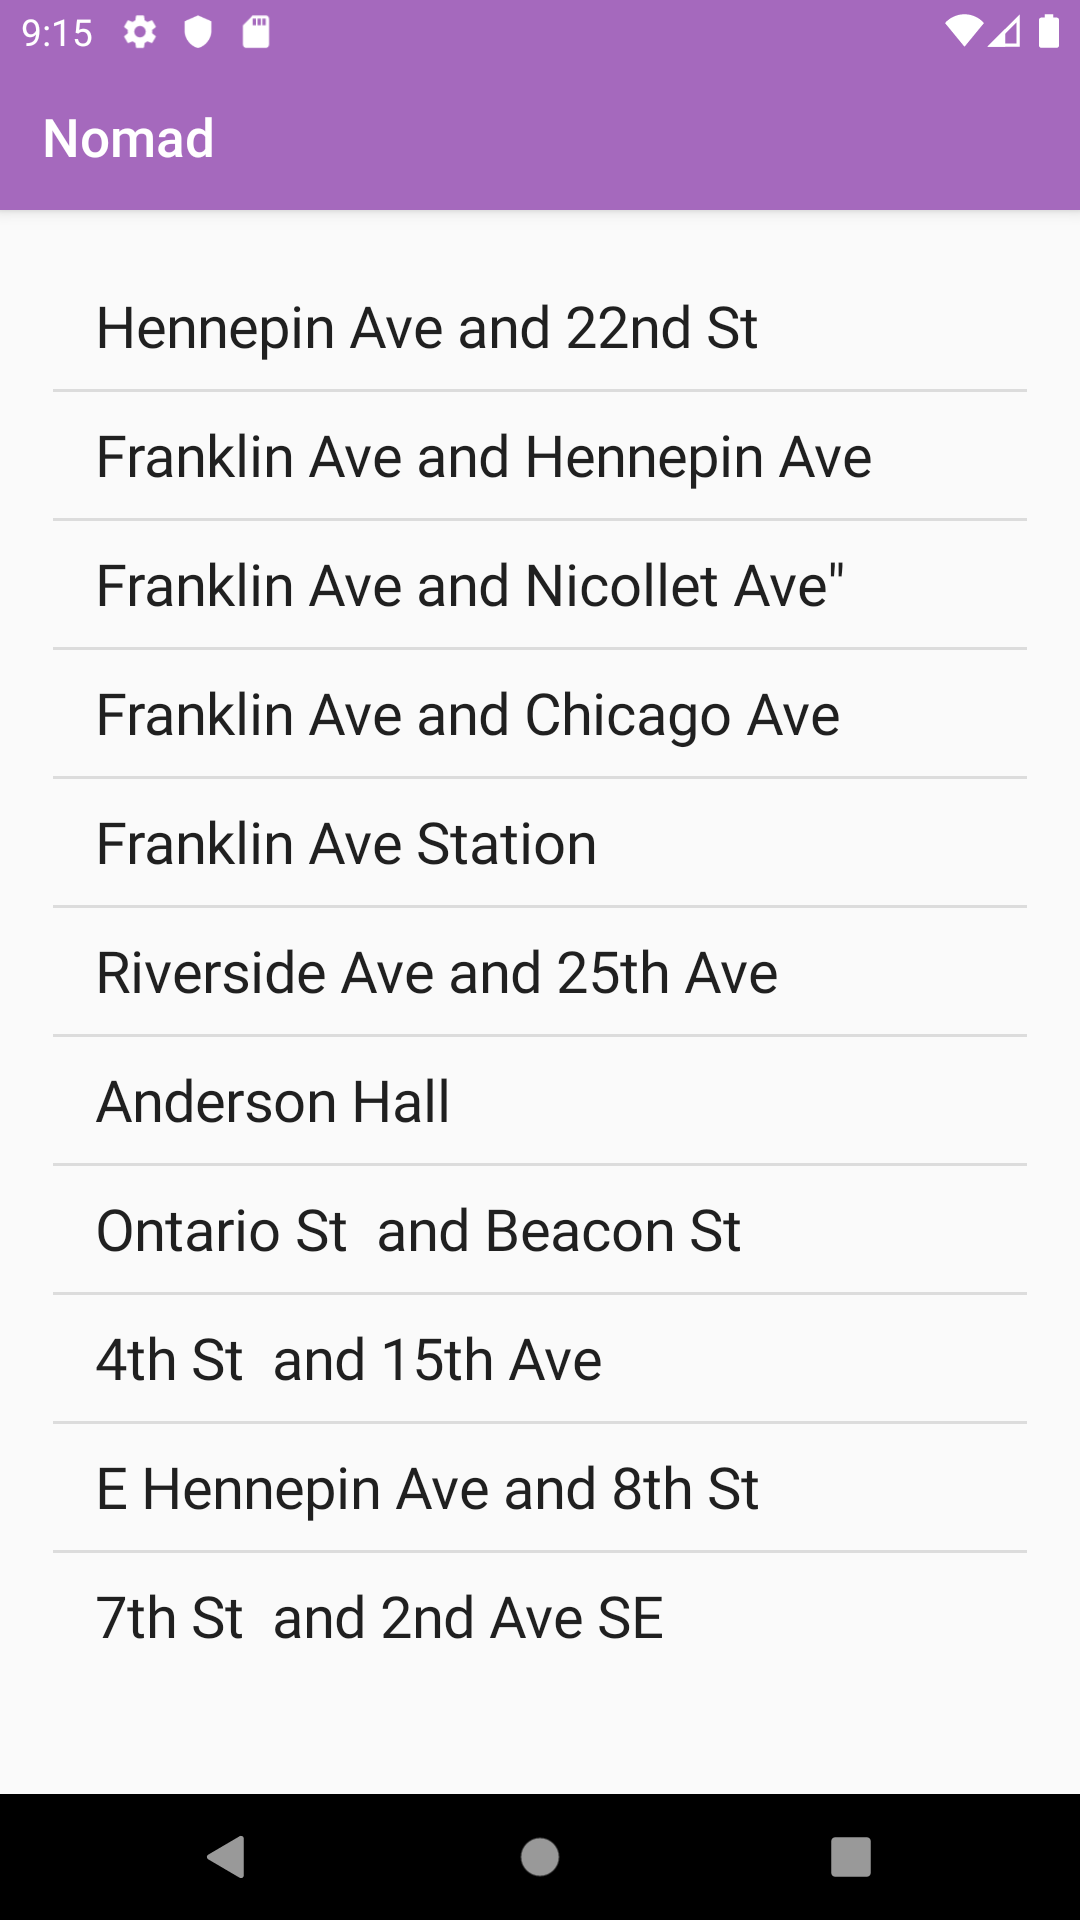 9:15
Nomad
Hennepin Ave and 22nd St
Franklin Ave and Hennepin Ave
Franklin Ave and Nicollet Ave"
Franklin Ave and Chicago Ave
Franklin Ave Station
Riverside Ave and 25th Ave
Anderson Hall
Ontario St  and Beacon St
4th St  and 15th Ave
E Hennepin Ave and 8th St
7th St  and 2nd Ave SE